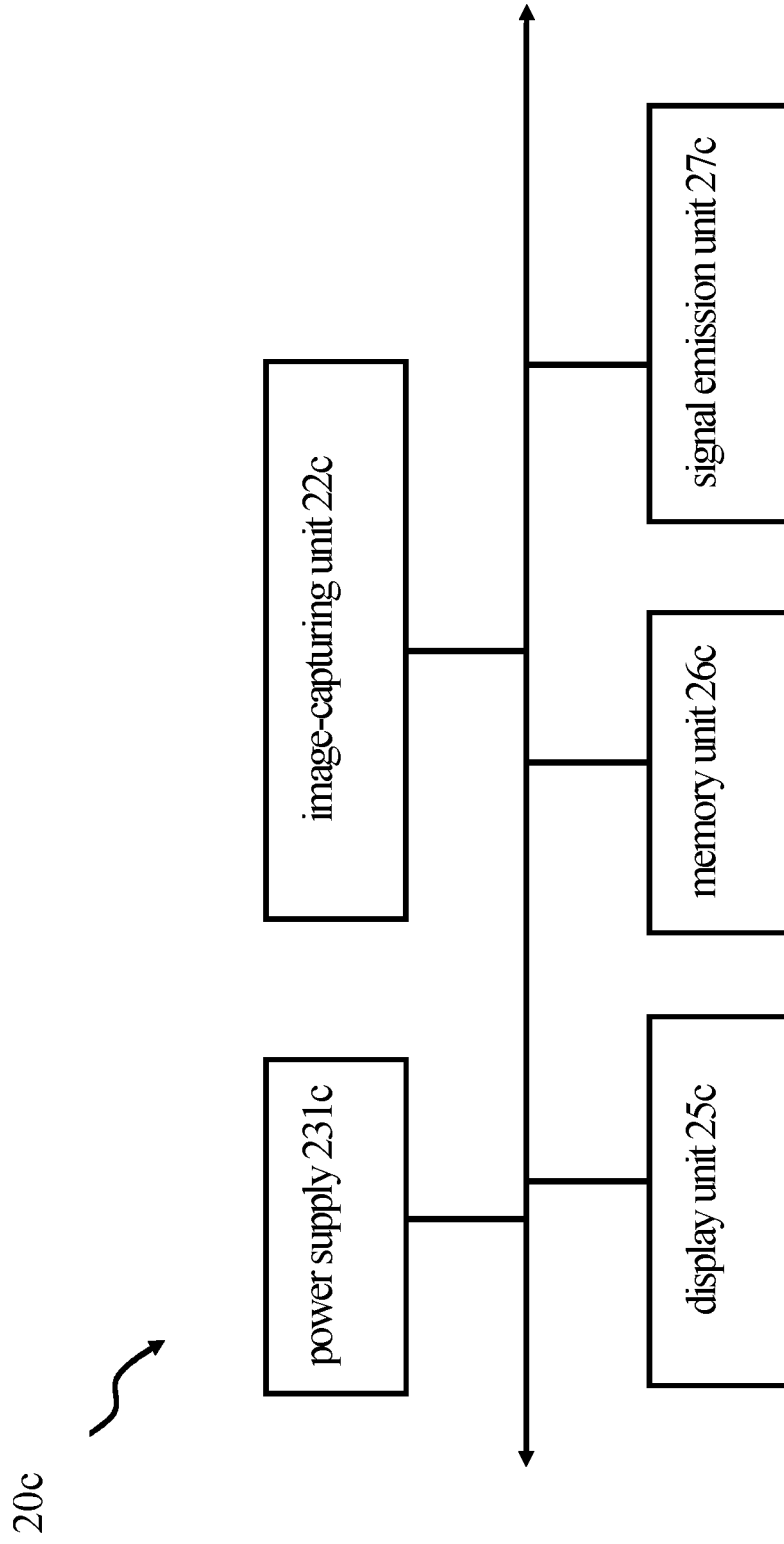 20c
power supply 231c
image-capturing unit 22c
display unit 25c
memory unit 26c
signal emission unit 27c